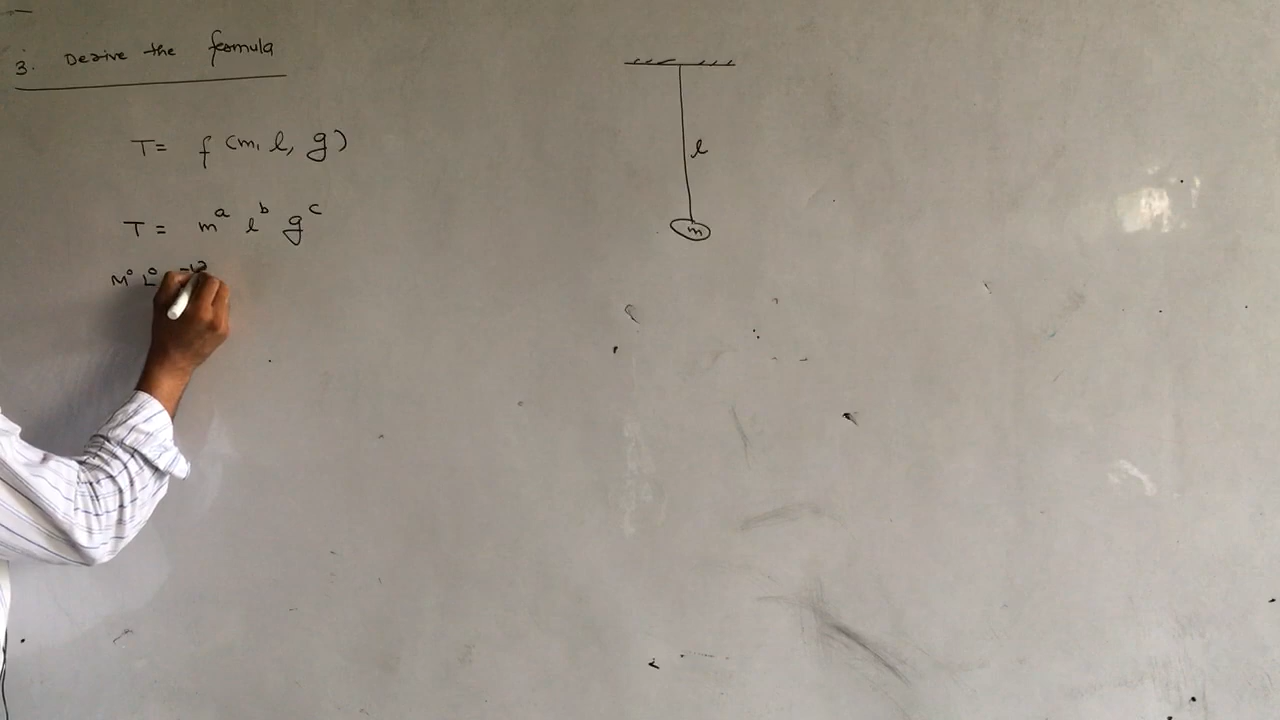 3. Derive the formula
T= f (m, l, g)
l
T = m^a l^b g^c
m
M° L°